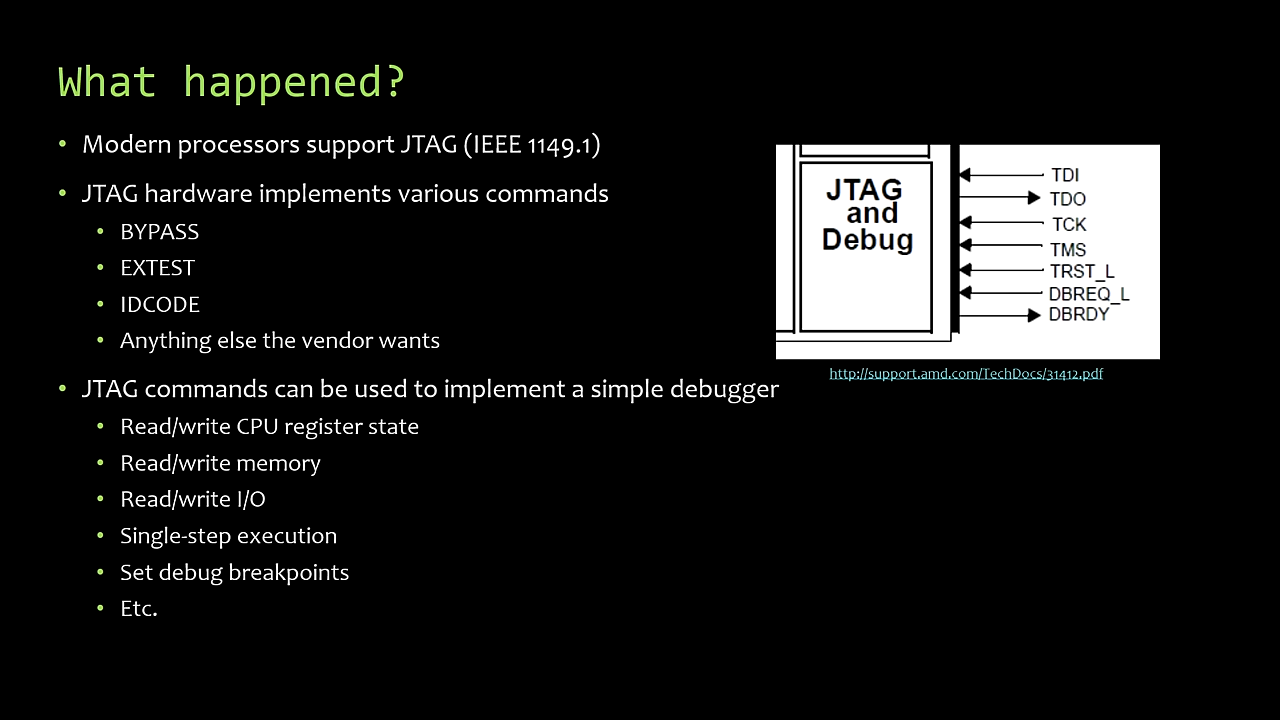 What happened?
• Modern processors support JTAG (IEEE 1149.1)
• JTAG hardware implements various commands
• BYPASS
• EXTEST
• IDCODE
• Anything else the vendor wants
• JTAG commands can be used to implement a simple debugger
• Read/write CPU register state
• Read/write memory
• Read/write I/O
• Single-step execution
• Set debug breakpoints
• Etc.
JTAG
and
Debug
TDI
TDO
TCK
TMS
TRST_L
DBREQ_L
DBRDY
http://support.amd.com/TechDocs/31412.pdf